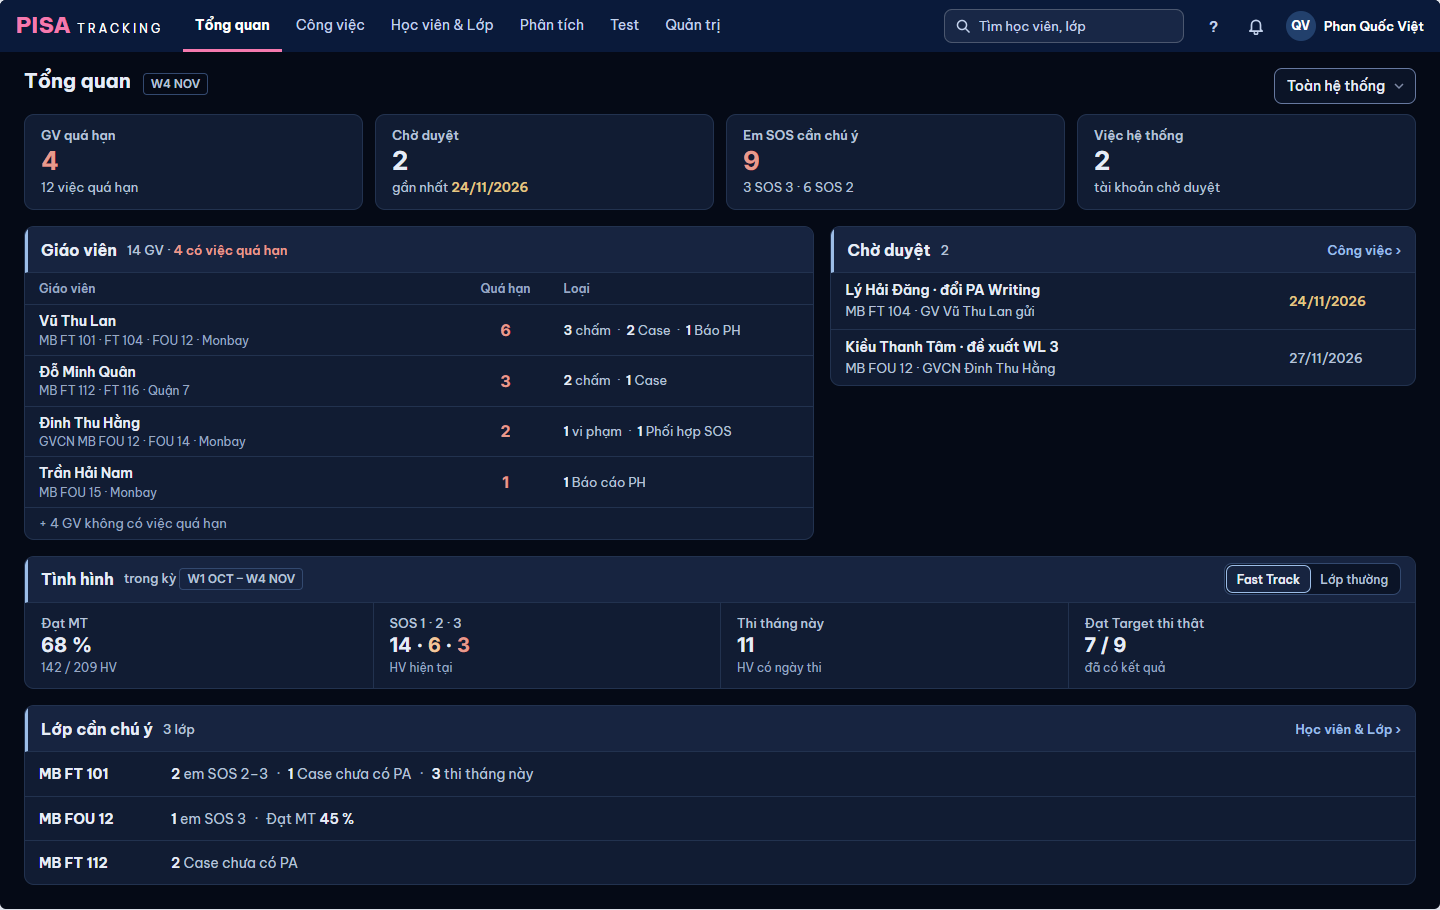 PISA TRACKING Tổng quan Công việc Học viên & Lớp Phân tích Test Quản trị Tìm học viên, lớp ? QV Phan Quốc Việt
Tổng quan W4 NOV Toàn hệ thống
GV quá hạn
4
12 việc quá hạn
Chờ duyệt
2
gần nhất 24/11/2026
Em SOS cần chú ý
9
3 SOS 3 · 6 SOS 2
Việc hệ thống
2
tài khoản chờ duyệt
Giáo viên 14 GV · 4 có việc quá hạn
Giáo viên Quá hạn Loại
Vũ Thu Lan
MB FT 101 · FT 104 · FOU 12 · Monbay
6 3 chấm · 2 Case · 1 Báo PH
Đỗ Minh Quân
MB FT 112 · FT 116 · Quận 7
3 2 chấm · 1 Case
Đinh Thu Hằng
GVCN MB FOU 12 · FOU 14 · Monbay
2 1 vi phạm · 1 Phối hợp SOS
Trần Hải Nam
MB FOU 15 · Monbay
1 1 Báo cáo PH
+ 4 GV không có việc quá hạn
Chờ duyệt 2 Công việc ›
Lý Hải Đăng · đổi PA Writing
MB FT 104 · GV Vũ Thu Lan gửi
24/11/2026
Kiều Thanh Tâm · đề xuất WL 3
MB FOU 12 · GVCN Đinh Thu Hằng
27/11/2026
Tình hình trong kỳ W1 OCT – W4 NOV Fast Track Lớp thường
Đạt MT
68 %
142 / 209 HV
SOS 1 · 2 · 3
14 · 6 · 3
HV hiện tại
Thi tháng này
11
HV có ngày thi
Đạt Target thi thật
7 / 9
đã có kết quả
Lớp cần chú ý 3 lớp Học viên & Lớp ›
MB FT 101 2 em SOS 2–3 · 1 Case chưa có PA · 3 thi tháng này
MB FOU 12 1 em SOS 3 · Đạt MT 45 %
MB FT 112 2 Case chưa có PA